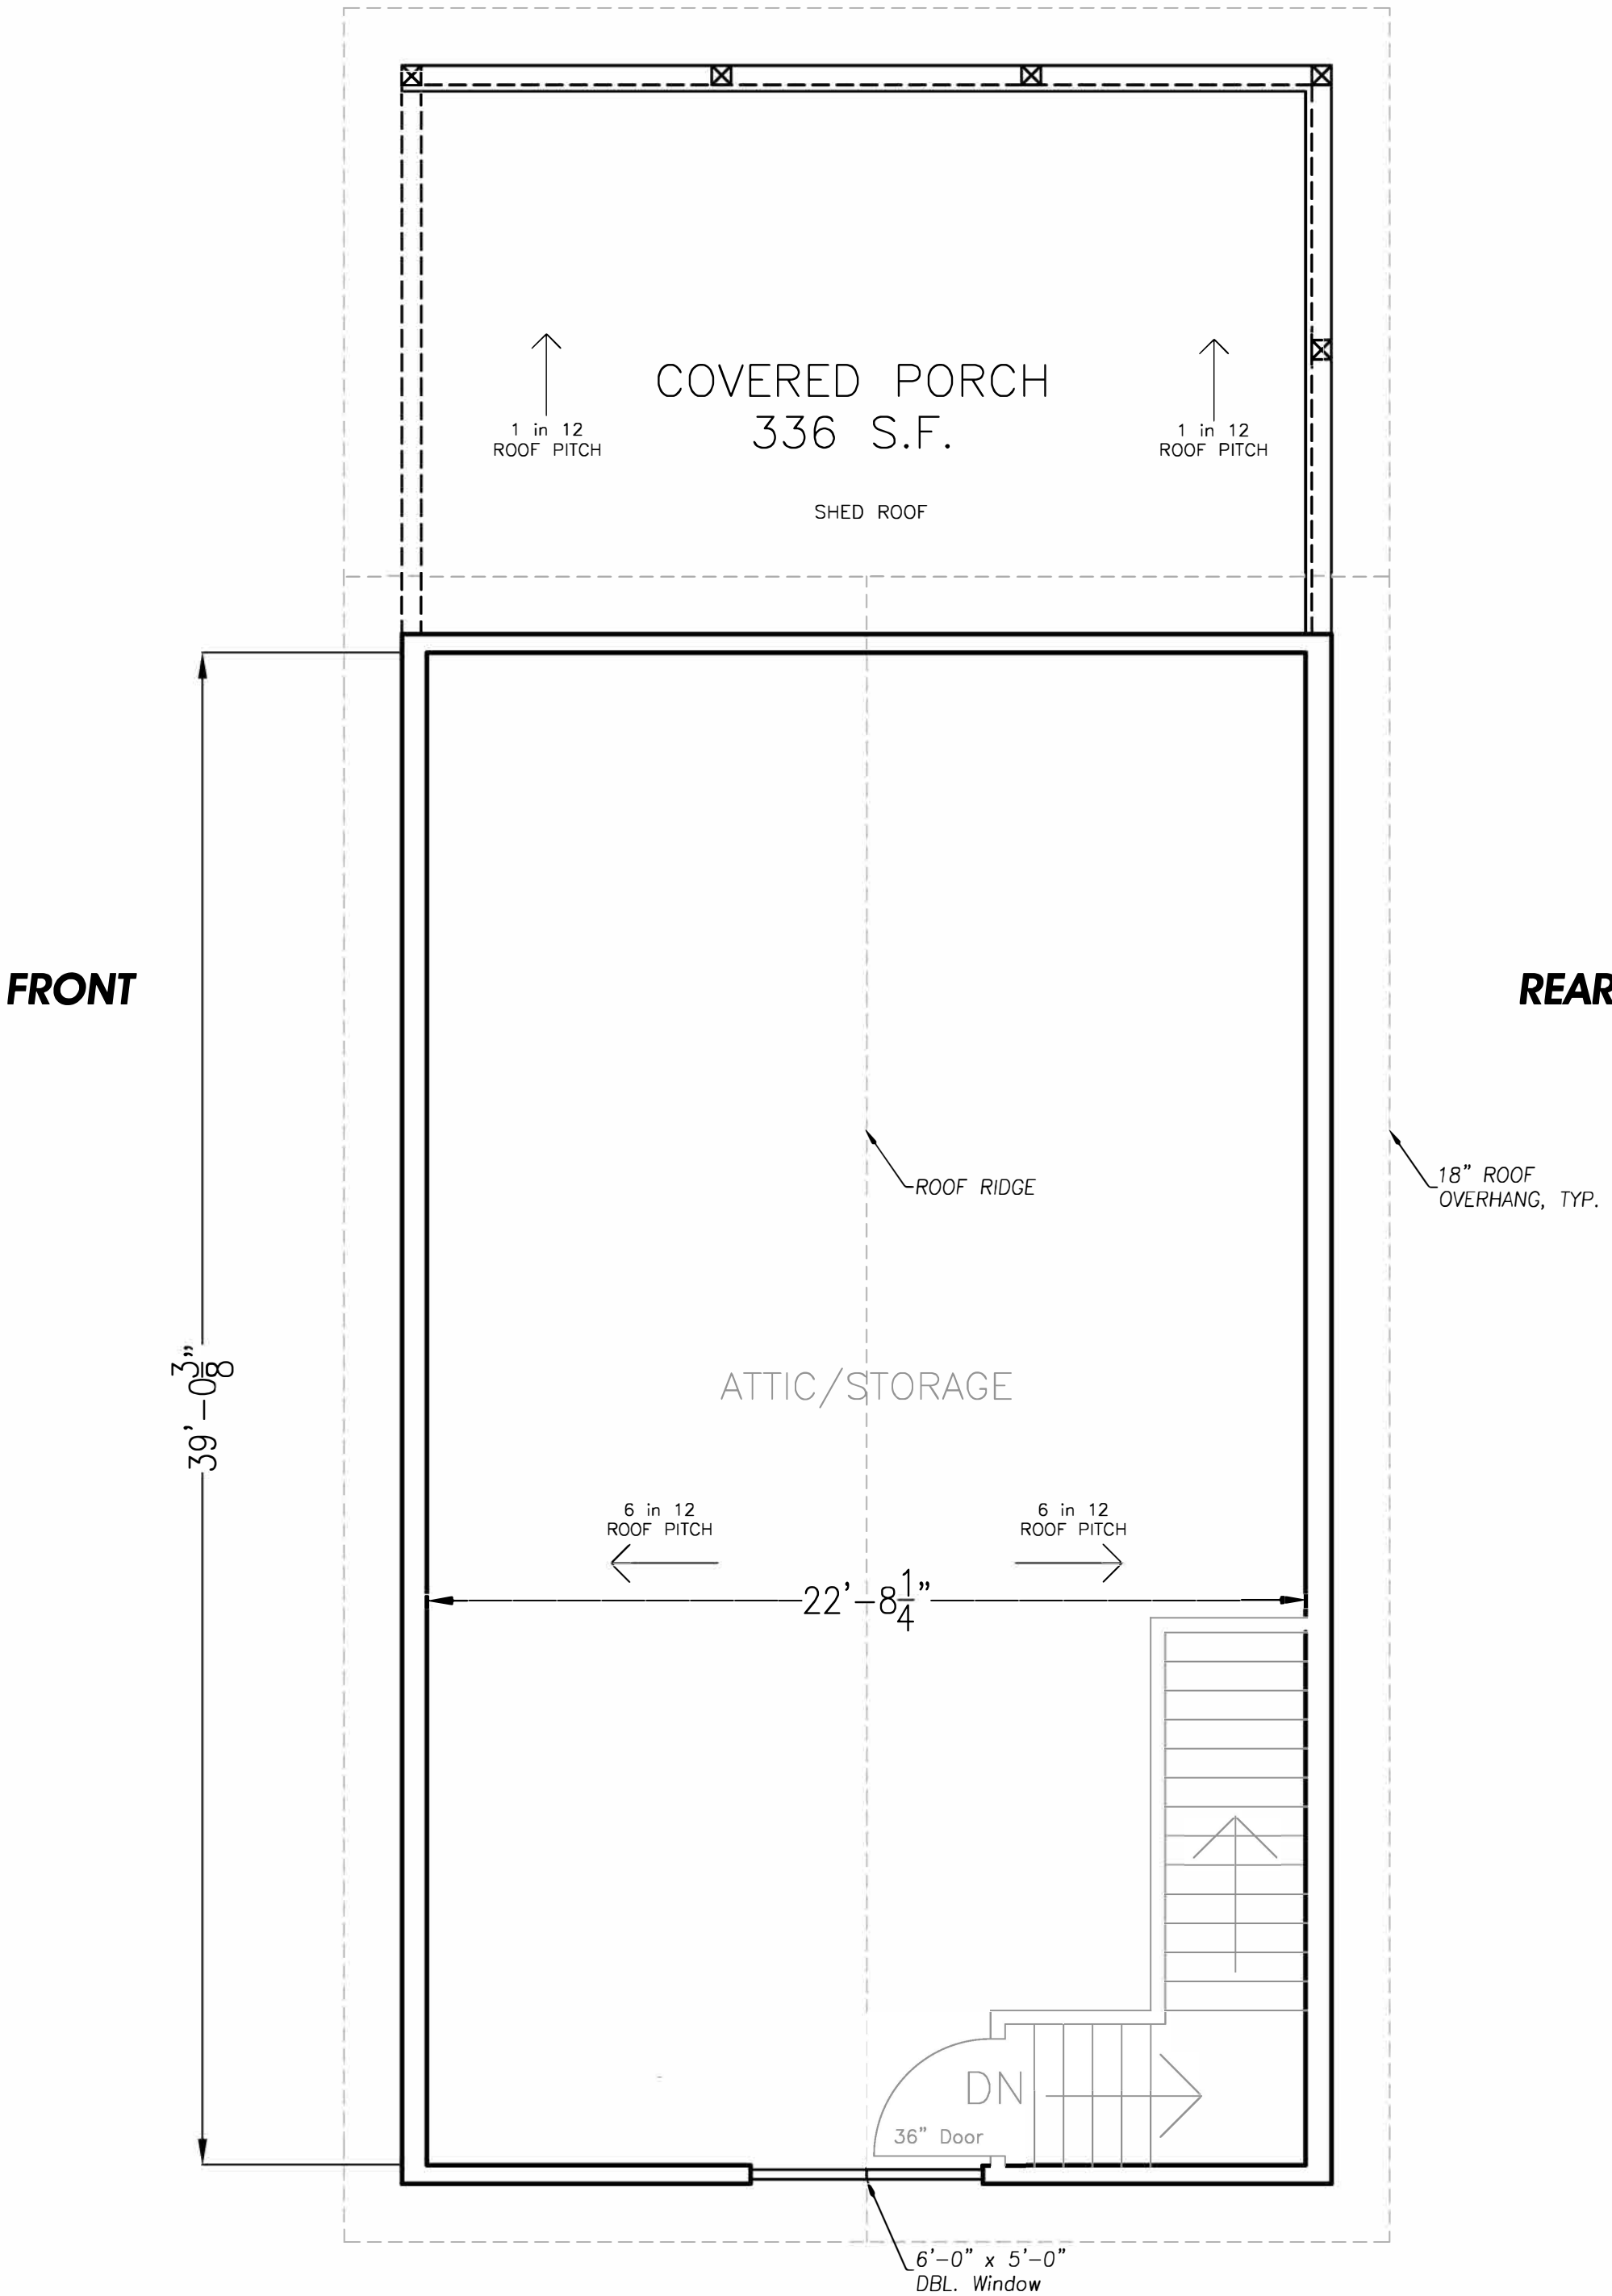 COVERED PORCH
336 S.F.
1 in 12
ROOF PITCH
1 in 12
ROOF PITCH
SHED ROOF
FRONT
REAR
ROOF RIDGE
18" ROOF
OVERHANG, TYP.
39'-0 3/8"
ATTIC/STORAGE
6 in 12
ROOF PITCH
6 in 12
ROOF PITCH
22'-8 1/4"
DN
36" Door
6'-0" x 5'-0"
DBL. Window